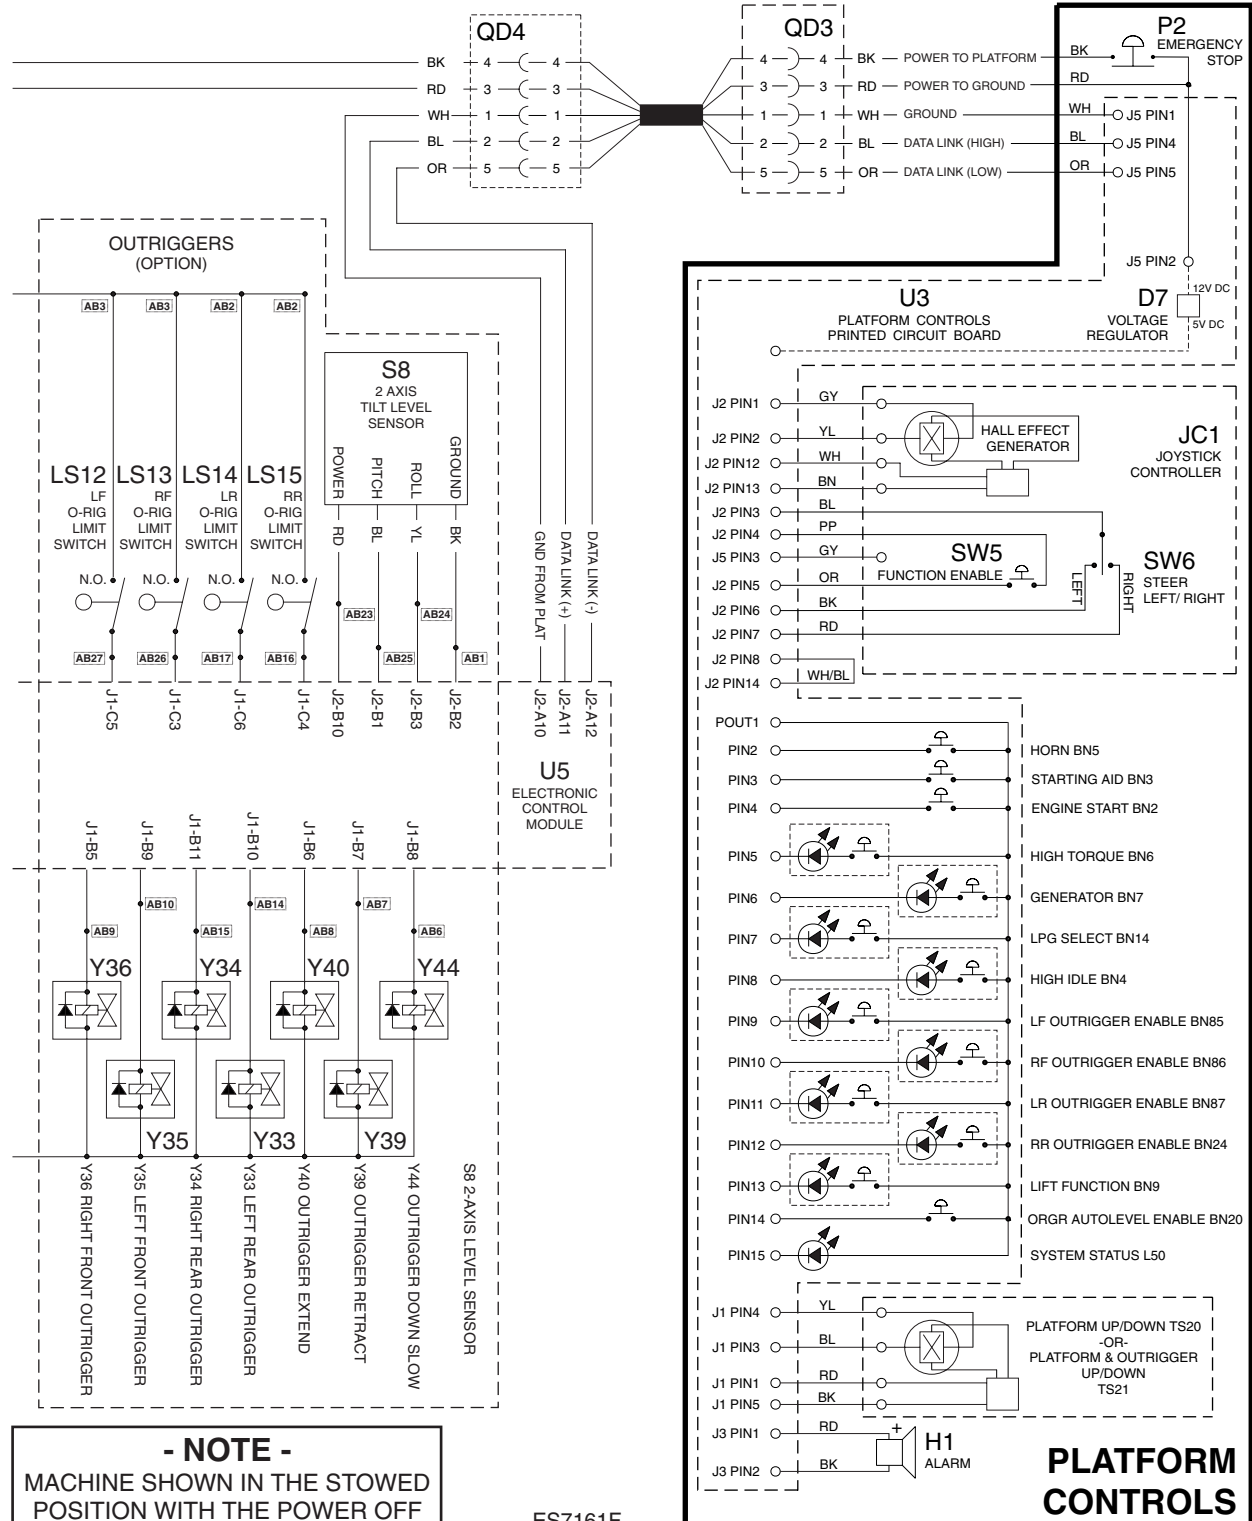 QD4
BK 4 4
RD 3 3
WH 1 1
BL 2 2
OR 5 5
QD3
4 4 BK POWER TO PLATFORM BK
3 3 RD POWER TO GROUND RD
1 1 WH GROUND WH J5 PIN1
2 2 BL DATA LINK (HIGH) BL J5 PIN4
5 5 OR DATA LINK (LOW) OR J5 PIN5
P2
EMERGENCY
STOP
J5 PIN2
12V DC
5V DC
D7
VOLTAGE
REGULATOR
U3
PLATFORM CONTROLS
PRINTED CIRCUIT BOARD
OUTRIGGERS
(OPTION)
AB3 AB3 AB2 AB2
LS12 LS13 LS14 LS15
LF RF LR RR
O-RIG O-RIG O-RIG O-RIG
LIMIT LIMIT LIMIT LIMIT
SWITCH SWITCH SWITCH SWITCH
N.O. N.O. N.O. N.O.
AB27 AB26 AB17 AB16
J1-C5 J1-C3 J1-C6 J1-C4
S8
2 AXIS
TILT LEVEL
SENSOR
POWER PITCH ROLL GROUND
RD BL YL BK
AB23 AB24
AB25 AB1
J2-B10 J2-B1 J2-B3 J2-B2
GND FROM PLAT
DATA LINK (+)
DATA LINK (-)
J2-A10 J2-A11 J2-A12
U5
ELECTRONIC
CONTROL
MODULE
J1-B5 J1-B9 J1-B11 J1-B10 J1-B6 J1-B7 J1-B8
AB10 AB14 AB7
AB9 AB15 AB8 AB6
Y36 Y34 Y40 Y44
Y35 Y33 Y39
Y36 RIGHT FRONT OUTRIGGER
Y35 LEFT FRONT OUTRIGGER
Y34 RIGHT REAR OUTRIGGER
Y33 LEFT REAR OUTRIGGER
Y40 OUTRIGGER EXTEND
Y39 OUTRIGGER RETRACT
Y44 OUTRIGGER DOWN SLOW
S8 2-AXIS LEVEL SENSOR
J2 PIN1 GY
J2 PIN2 YL
J2 PIN12 WH
J2 PIN13 BN
J2 PIN3 BL
J2 PIN4 PP
J5 PIN3 GY
J2 PIN5 OR
J2 PIN6 BK
J2 PIN7 RD
J2 PIN8
J2 PIN14 WH/BL
HALL EFFECT
GENERATOR
JC1
JOYSTICK
CONTROLLER
SW5
FUNCTION ENABLE
SW6
STEER
LEFT/ RIGHT
LEFT
RIGHT
POUT1
PIN2 HORN BN5
PIN3 STARTING AID BN3
PIN4 ENGINE START BN2
PIN5 HIGH TORQUE BN6
PIN6 GENERATOR BN7
PIN7 LPG SELECT BN14
PIN8 HIGH IDLE BN4
PIN9 LF OUTRIGGER ENABLE BN85
PIN10 RF OUTRIGGER ENABLE BN86
PIN11 LR OUTRIGGER ENABLE BN87
PIN12 RR OUTRIGGER ENABLE BN24
PIN13 LIFT FUNCTION BN9
PIN14 ORGR AUTOLEVEL ENABLE BN20
PIN15 SYSTEM STATUS L50
J1 PIN4 YL
J1 PIN3 BL
J1 PIN1 RD
J1 PIN5 BK
PLATFORM UP/DOWN TS20
-OR-
PLATFORM & OUTRIGGER
UP/DOWN
TS21
J3 PIN1 RD
J3 PIN2 BK
+
H1
ALARM
PLATFORM
CONTROLS
- NOTE -
MACHINE SHOWN IN THE STOWED
POSITION WITH THE POWER OFF